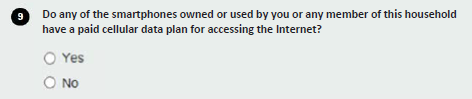 9 Do any of the smartphones owned or used by you or any member of this household
have a paid cellular data plan for accessing the Internet?
Yes
No